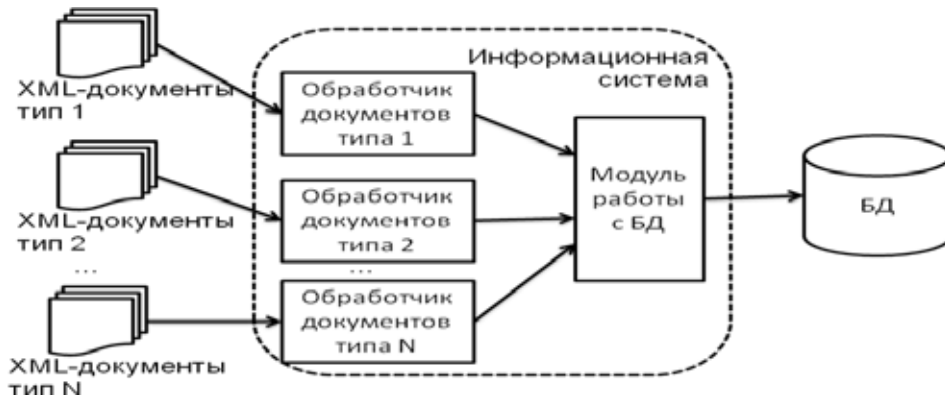 XML-документы
тип 1
XML-документы
тип 2
...
XML-документы
тип N
Информационная
система
Обработчик
документов
типа 1
Обработчик
документов
типа 2
...
Обработчик
документов
типа N
Модуль
работы
с БД
БД